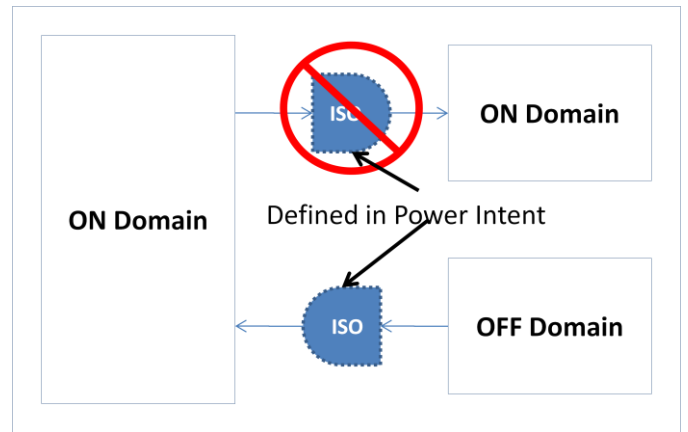 ISO
ON Domain
ON Domain
Defined in Power Intent
ISO
OFF Domain